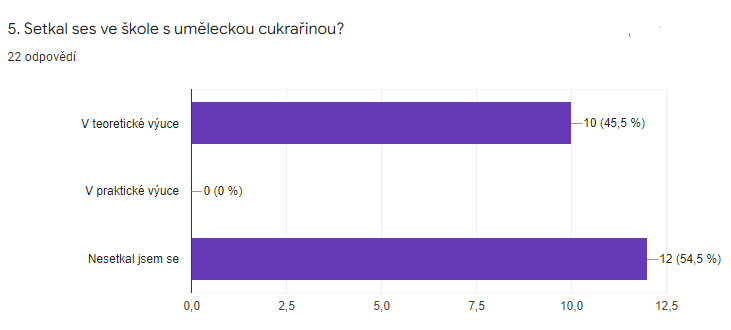 5. Setkal ses ve škole s uměleckou cukrařinou?
22 odpovědí
V teoretické výuce
10 (45,5 %)
V praktické výuce
0 (0 %)
Nesetkal jsem se
12 (54,5 %)
0,0 2,5 5,0 7,5 10,0 12,5